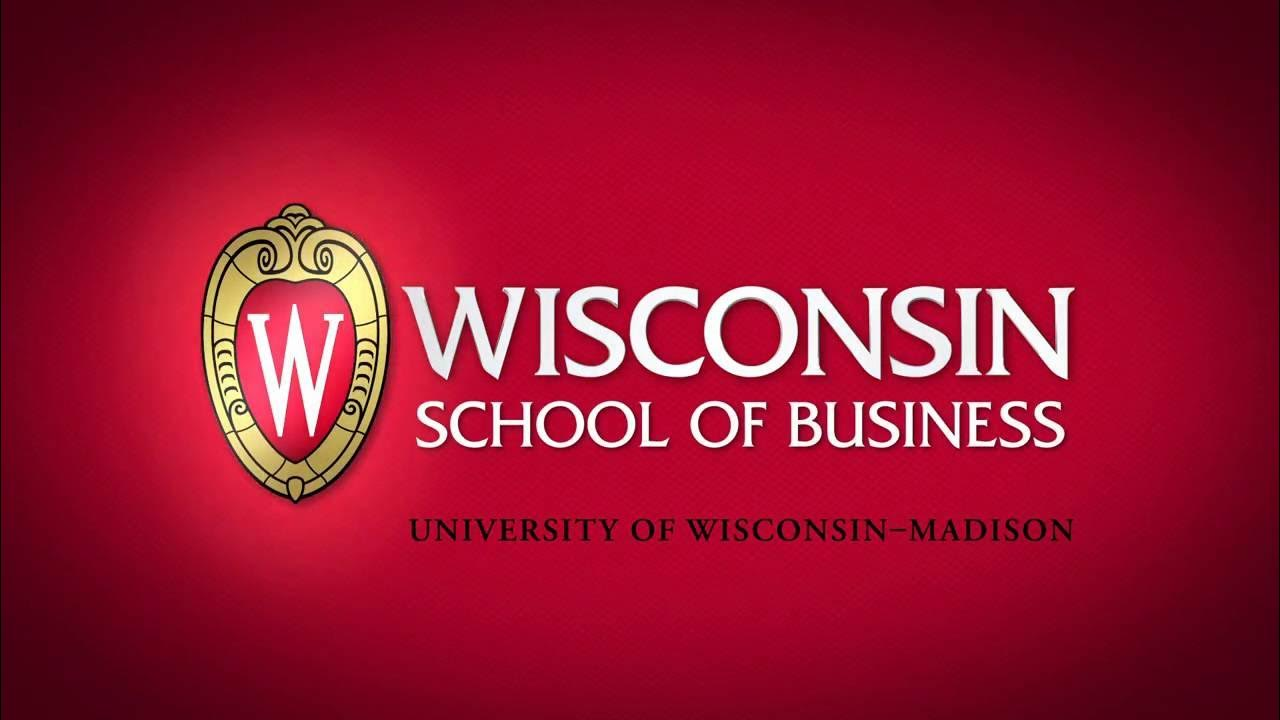 W
WISCONSIN
SCHOOL OF BUSINESS
UNIVERSITY OF WISCONSIN–MADISON